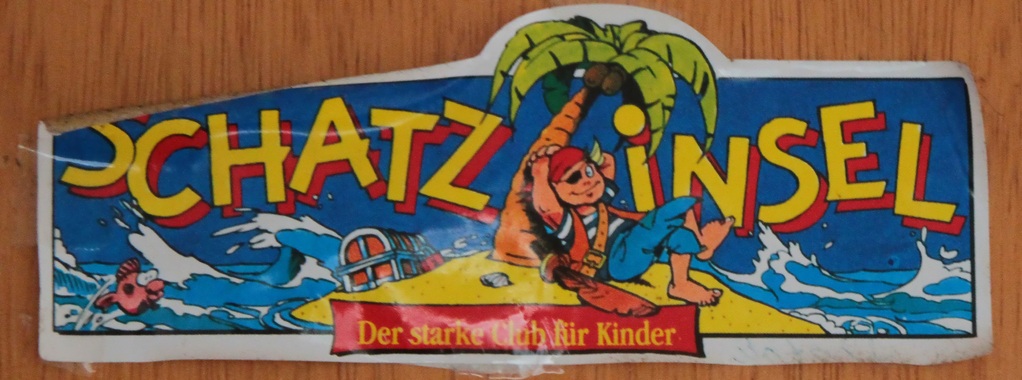 SCHATZ iNSEL
Der starke Club für Kinder